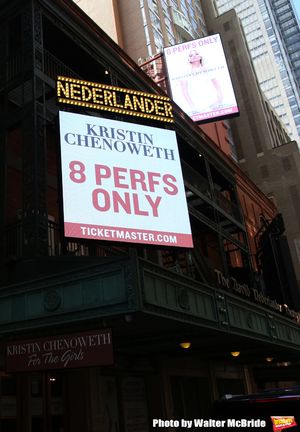 8 PERFS ONLY
NEDERLANDER
KRISTIN
CHENOWETH
8 PERFS
ONLY
TICKETMASTER.COM
KRISTIN CHENOWETH
For The Girls
Photo by Walter McBride